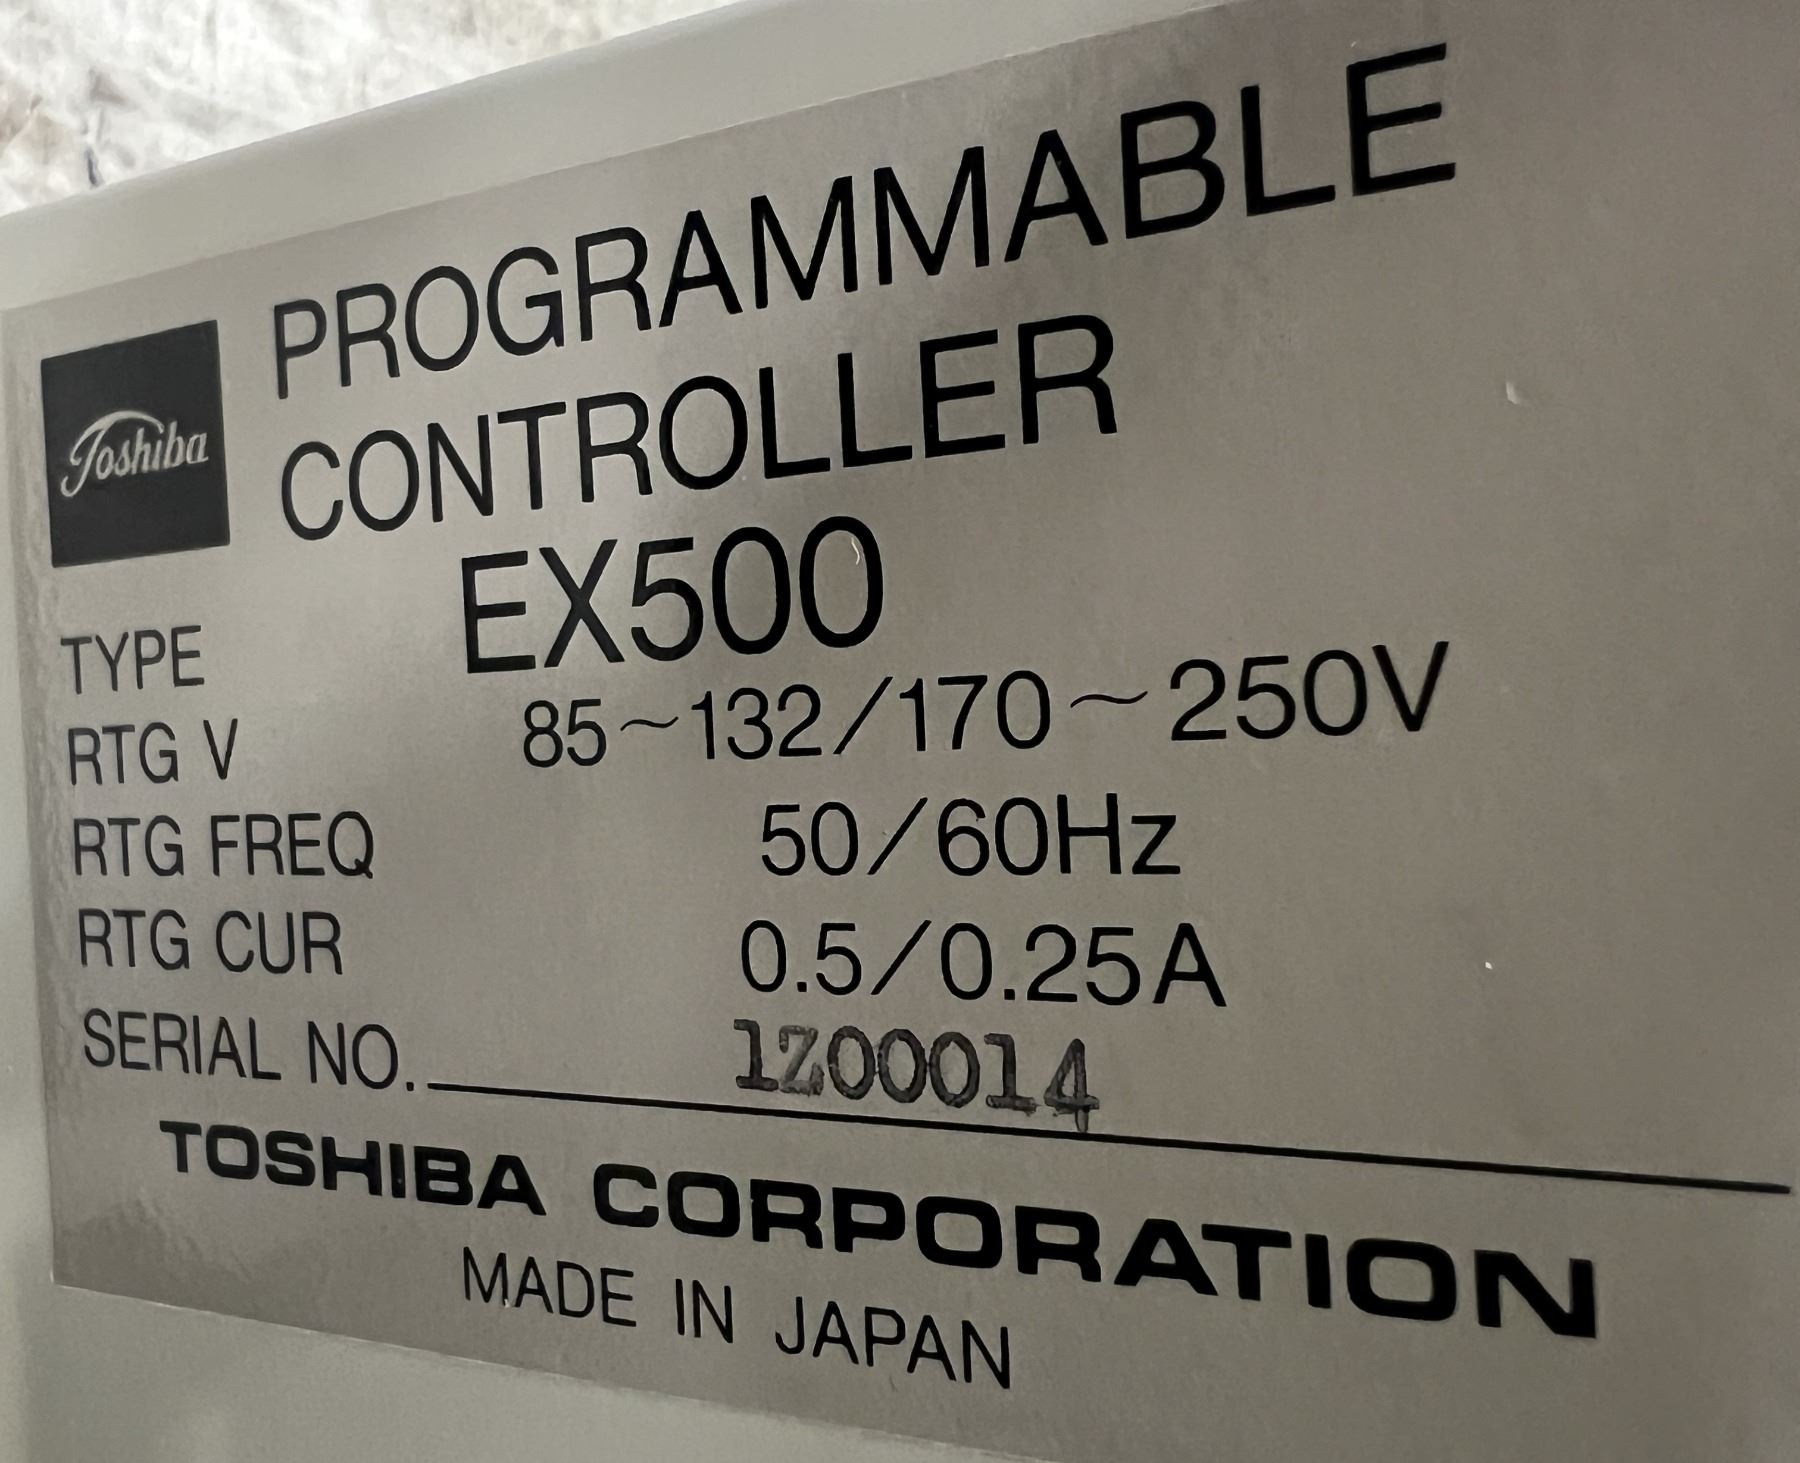 Toshiba
PROGRAMMABLE
CONTROLLER
TYPE EX500
RTG V 85~132/170~250V
RTG FREQ 50/60Hz
RTG CUR 0.5/0.25A
SERIAL NO. 1Z00014
TOSHIBA CORPORATION
MADE IN JAPAN